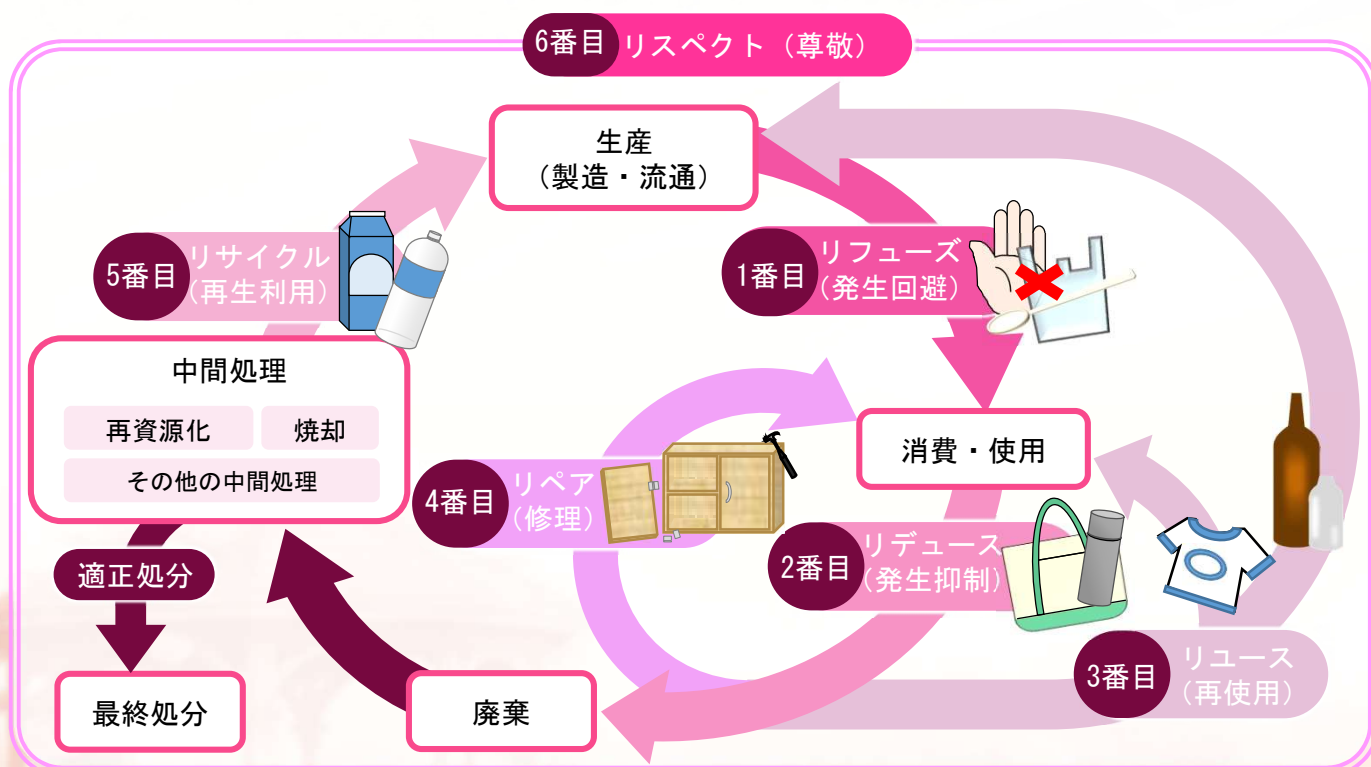 6番目 リスペクト（尊敬）
生産
（製造・流通）
1番目
リフューズ
（発生回避）
5番目
リサイクル
（再生利用）
中間処理
再資源化
焼却
その他の中間処理
消費・使用
4番目
リペア
（修理）
2番目
リデュース
（発生抑制）
適正処分
3番目
リユース
（再使用）
最終処分
廃棄